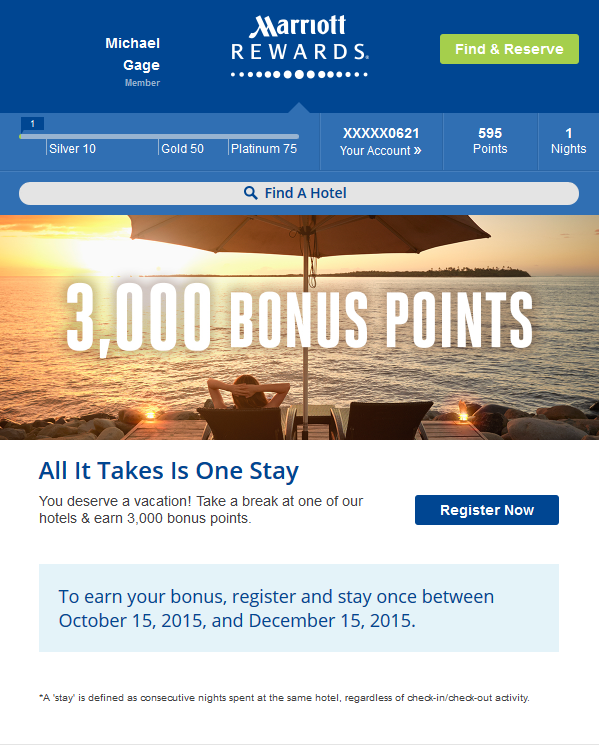 Michael
Gage
Member
Marriott
REWARDS.
Find & Reserve
1
Silver 10
Gold 50
Platinum 75
XXXXX0621
Your Account »
595
Points
1
Nights
Find A Hotel
3,000 BONUS POINTS
All It Takes Is One Stay
You deserve a vacation! Take a break at one of our
hotels & earn 3,000 bonus points.
Register Now
To earn your bonus, register and stay once between
October 15, 2015, and December 15, 2015.
*A 'stay' is defined as consecutive nights spent at the same hotel, regardless of check-in/check-out activity.